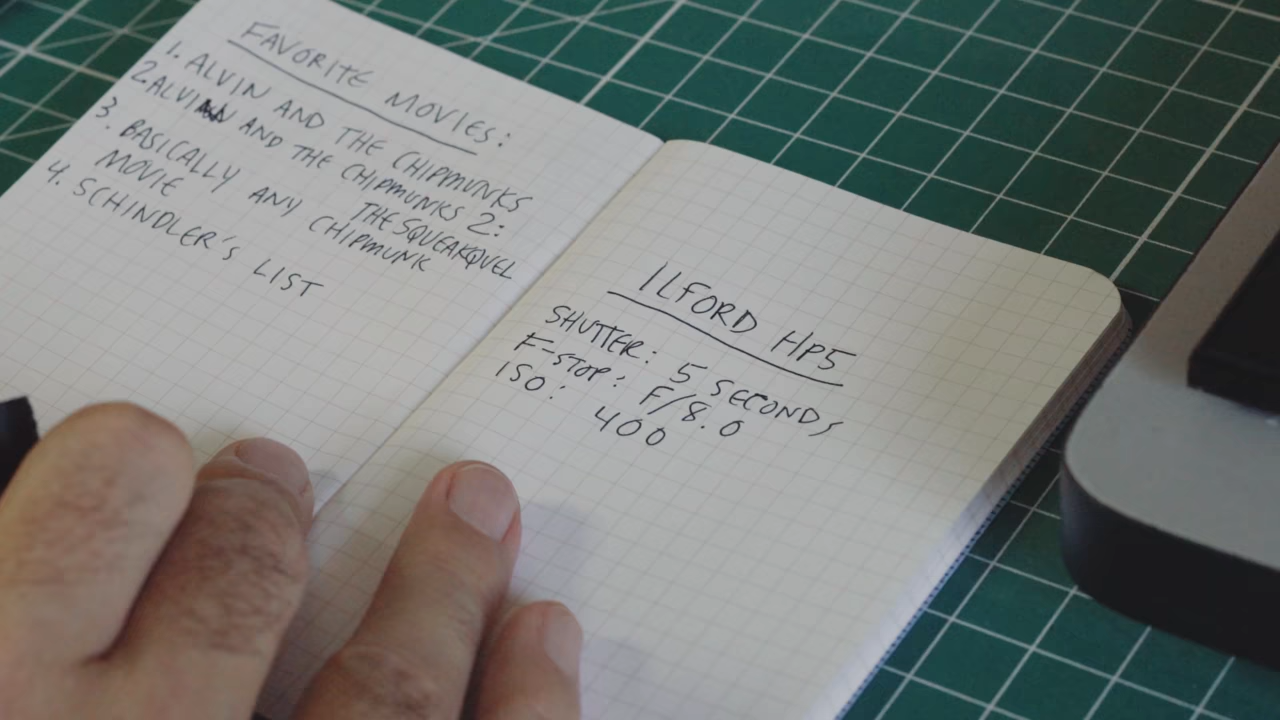 FAVORITE MOVIES:
1. ALVIN AND THE CHIPMUNKS
2. ALVIN AND THE CHIPMUNKS 2:
THE SQUEAKQUEL
3. BASICALLY ANY CHIPMUNK
MOVIE
4. SCHINDLER'S LIST
ILFORD HP5
SHUTTER: 5 SECONDS
F-STOP: F/8.0
ISO: 400